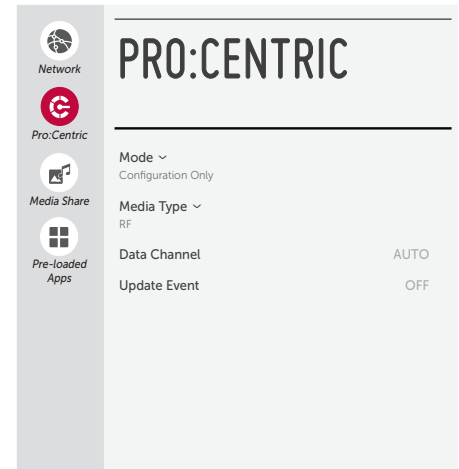 Network
Pro:Centric
Media Share
Pre-loaded
Apps
PRO:CENTRIC
Mode
Configuration Only
Media Type
RF
Data Channel AUTO
Update Event OFF